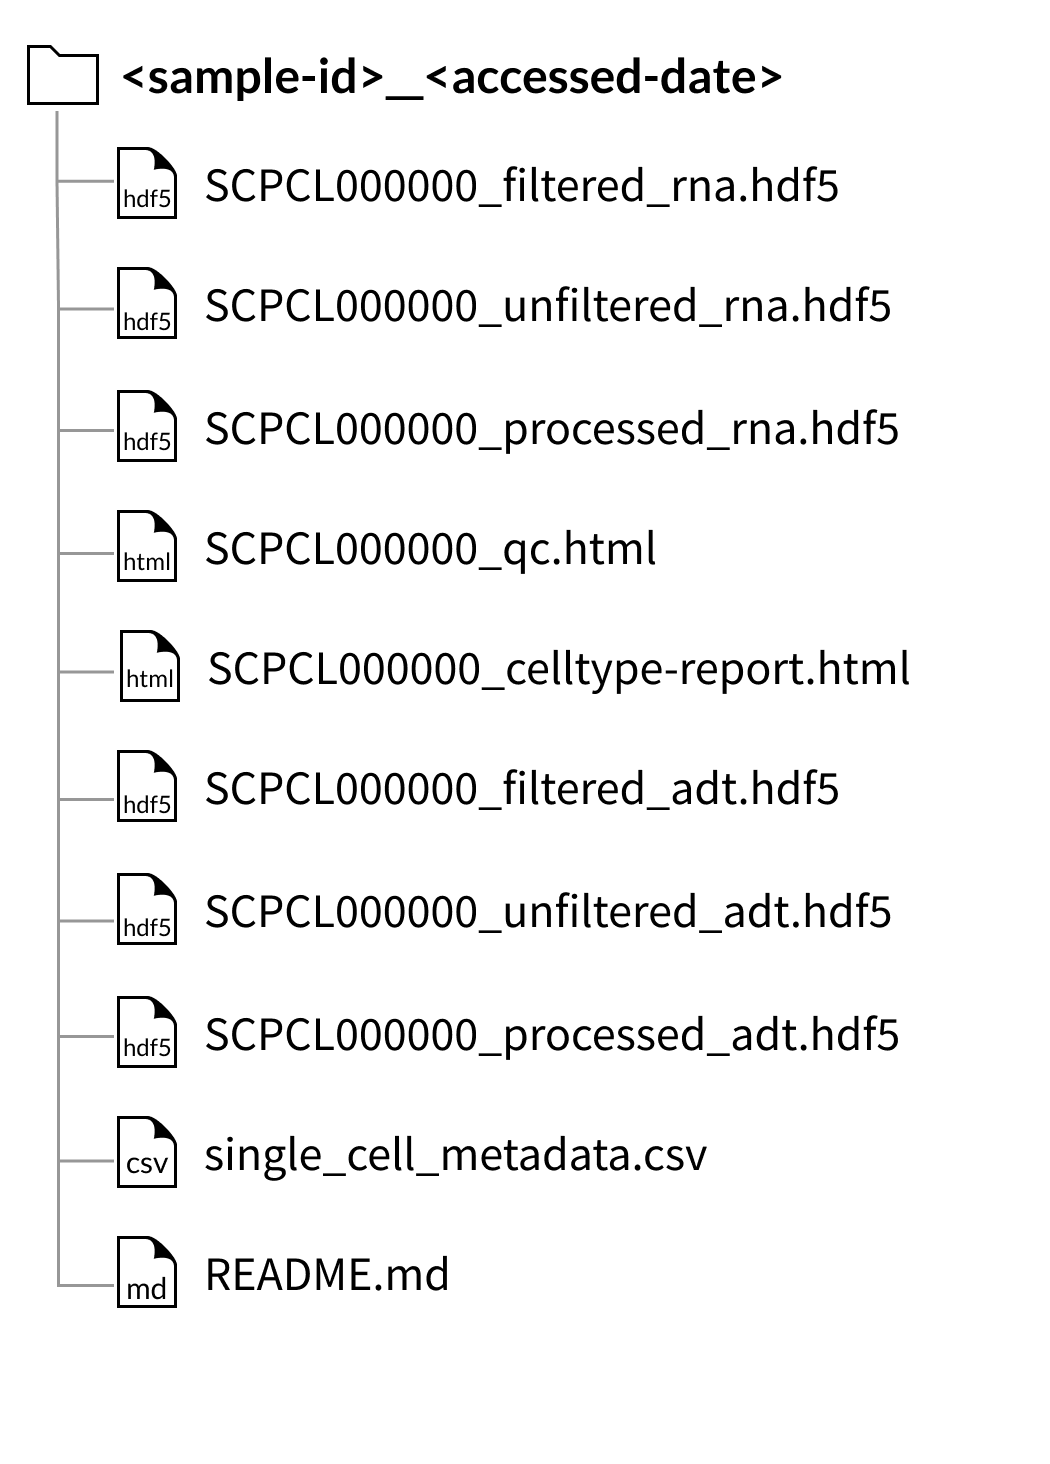 <sample-id>__<accessed-date>
hdf5 SCPCL000000_filtered_rna.hdf5
hdf5 SCPCL000000_unfiltered_rna.hdf5
hdf5 SCPCL000000_processed_rna.hdf5
html SCPCL000000_qc.html
html SCPCL000000_celltype-report.html
hdf5 SCPCL000000_filtered_adt.hdf5
hdf5 SCPCL000000_unfiltered_adt.hdf5
hdf5 SCPCL000000_processed_adt.hdf5
csv single_cell_metadata.csv
md README.md